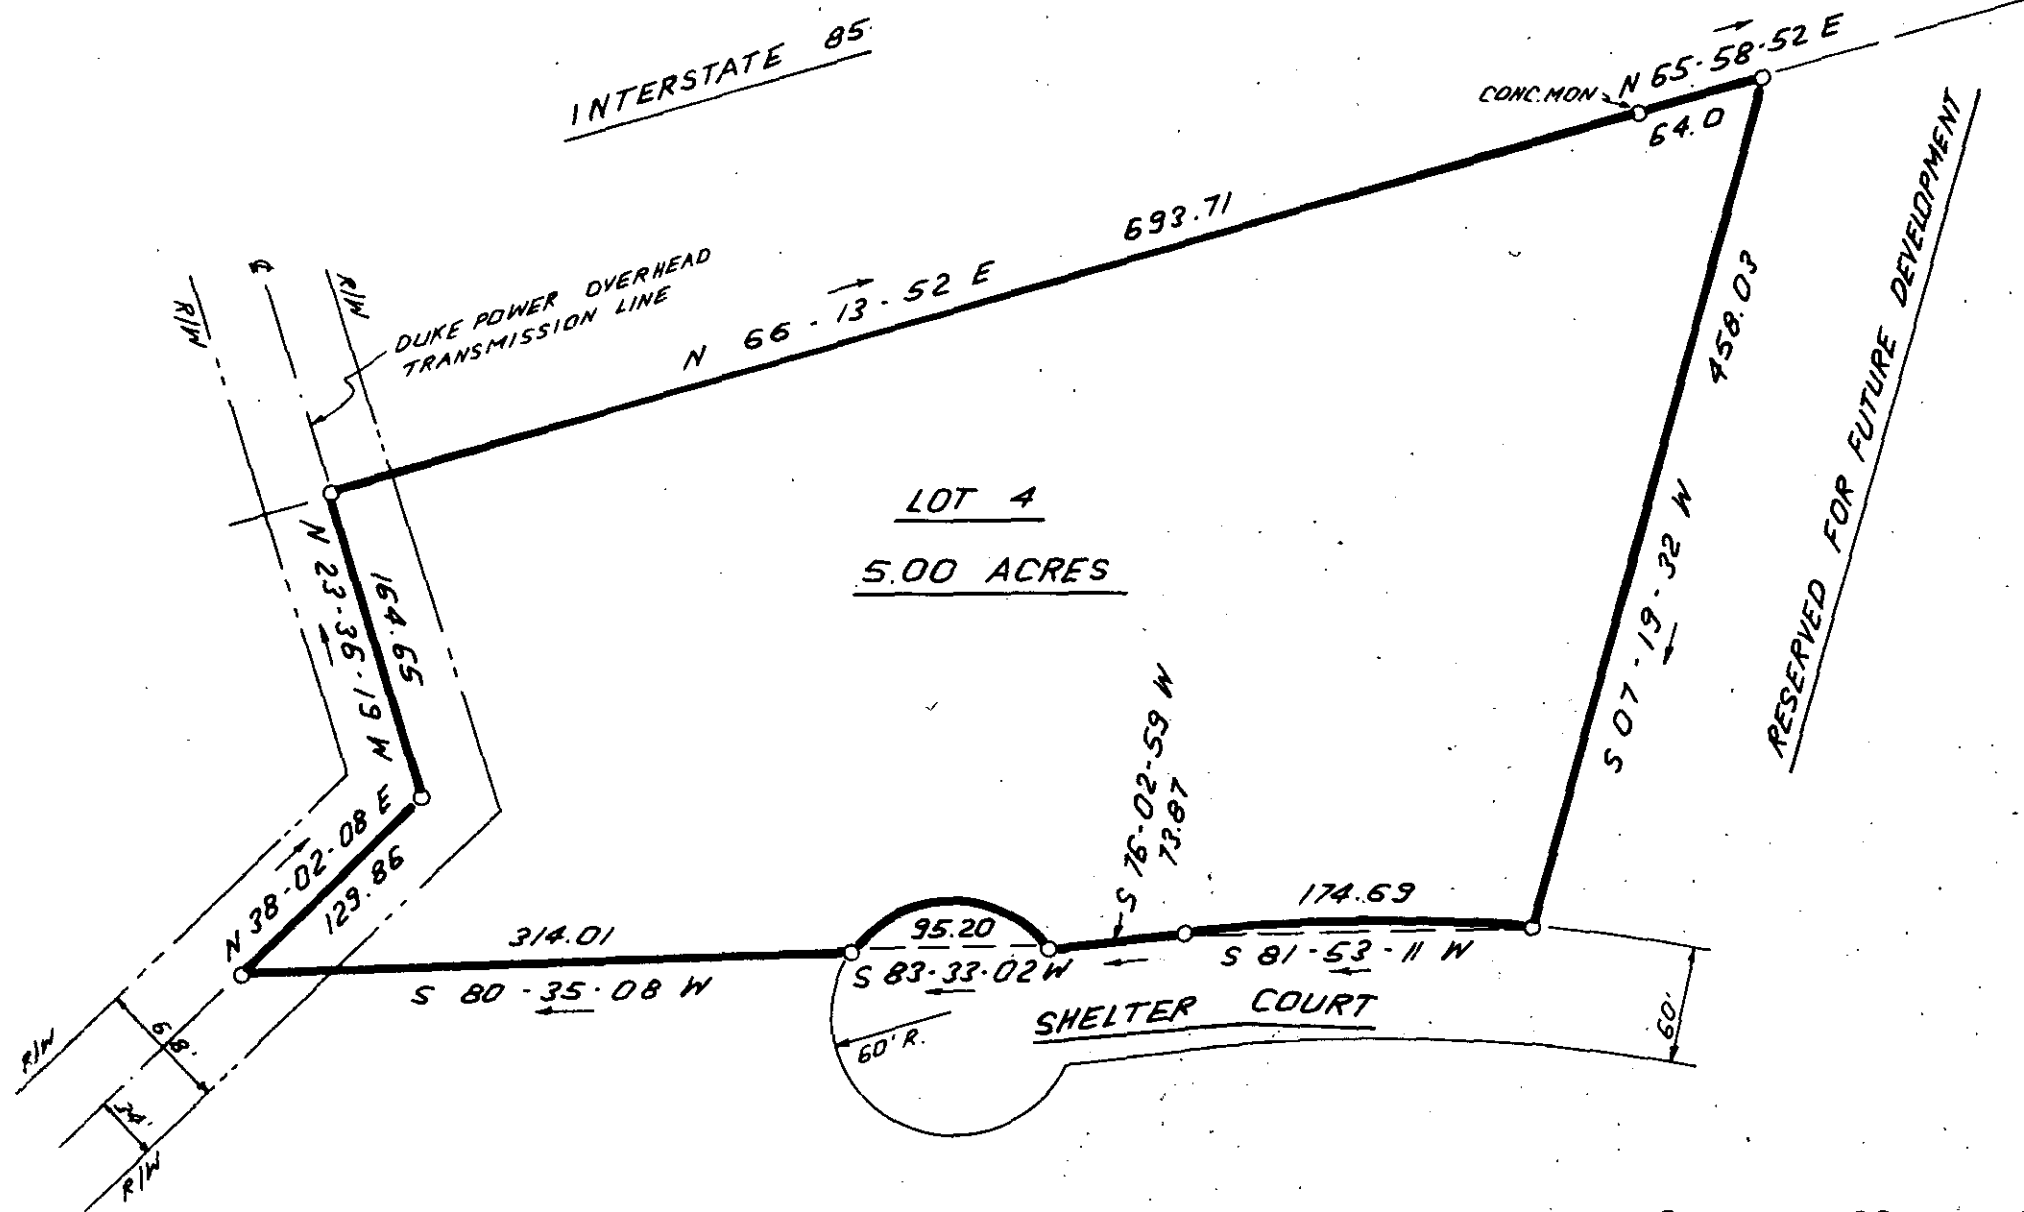 INTERSTATE 85
N 65-58-52 E
CONC.MON
64.0
693.71
N 66-13-52 E
R/W
℄
R/W
DUKE POWER OVERHEAD
TRANSMISSION LINE
458.03
S 07-19-32 W
RESERVED FOR FUTURE DEVELOPMENT
LOT 4
5.00 ACRES
N 23-36-19 W
164.65
N 38-02-08 E
129.86
314.01
S 80-35-08 W
95.20
S 83-33-02 W
S 76-02-59 W
73.87
174.69
S 81-53-11 W
SHELTER COURT
60' R.
60'
R/W
68'
34'
R/W